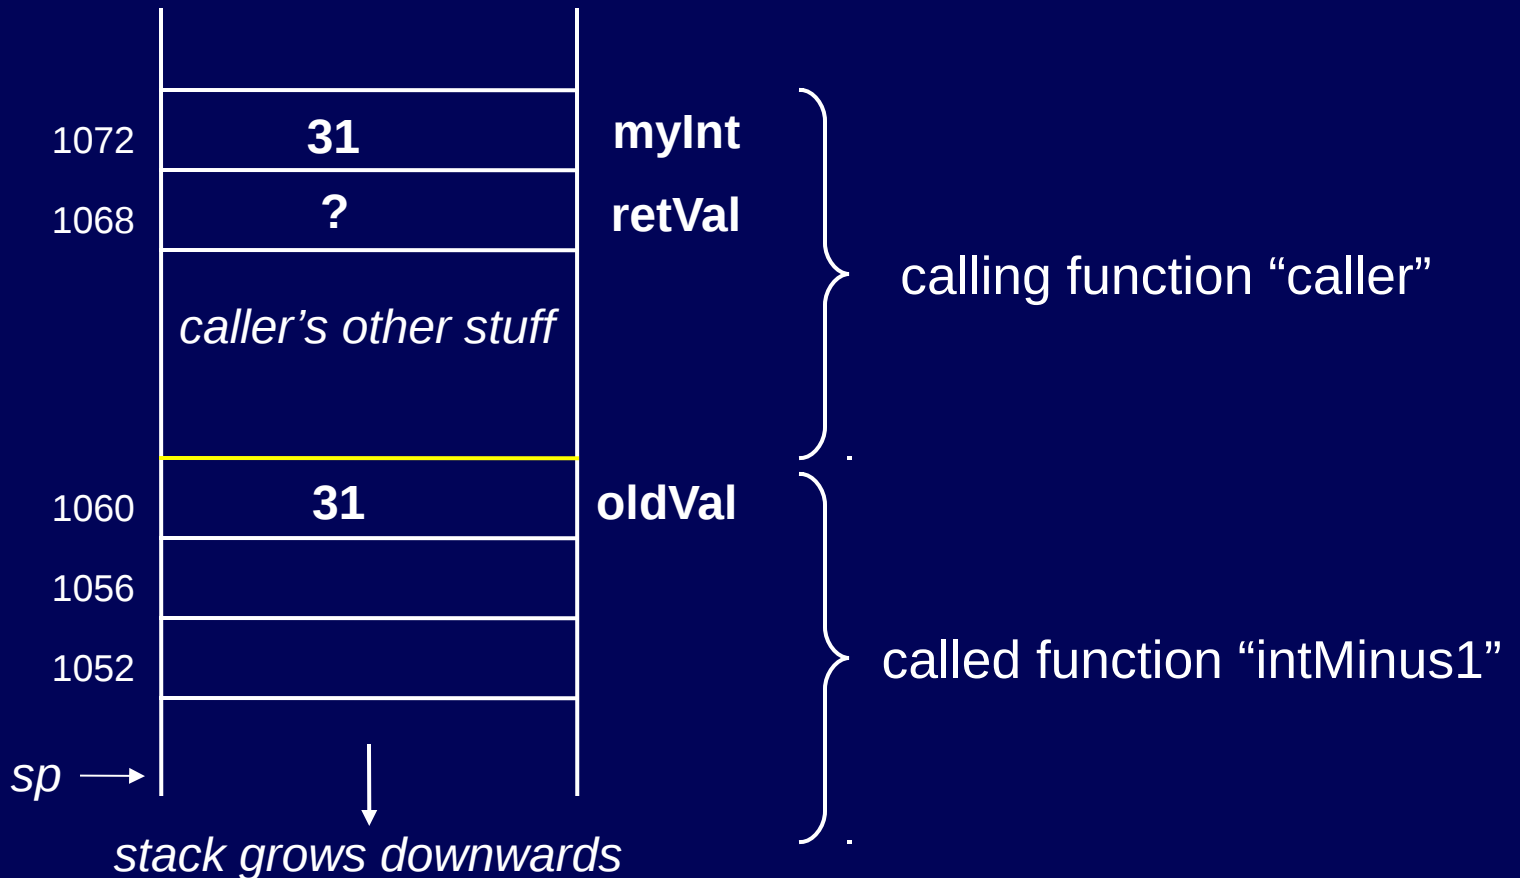 1072 31 myInt
1068 ? retVal
calling function “caller”
caller’s other stuff
1060 31 oldVal
1056
1052
called function “intMinus1”
sp
stack grows downwards